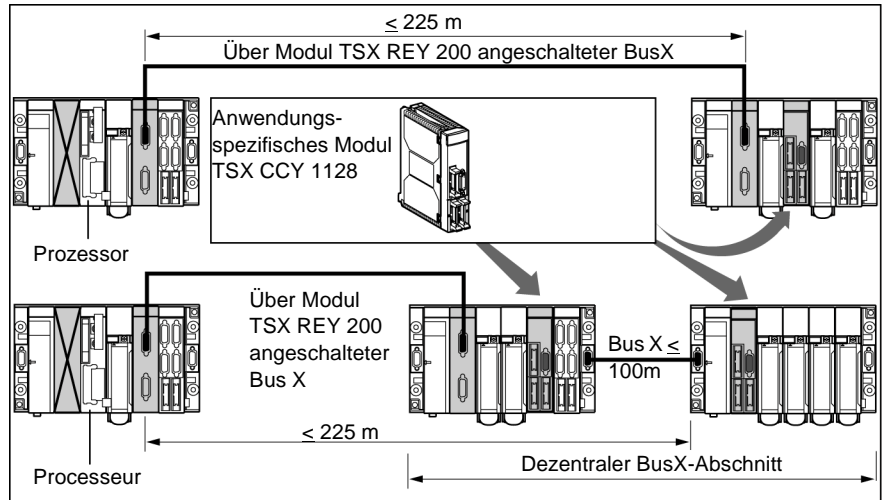 ≤ 225 m
Über Modul TSX REY 200 angeschalteter BusX
Anwendungs-
spezifisches Modul
TSX CCY 1128
Prozessor
Über Modul
TSX REY 200
angeschalteter
Bus X
Bus X ≤
100m
≤ 225 m
Processeur
Dezentraler BusX-Abschnitt